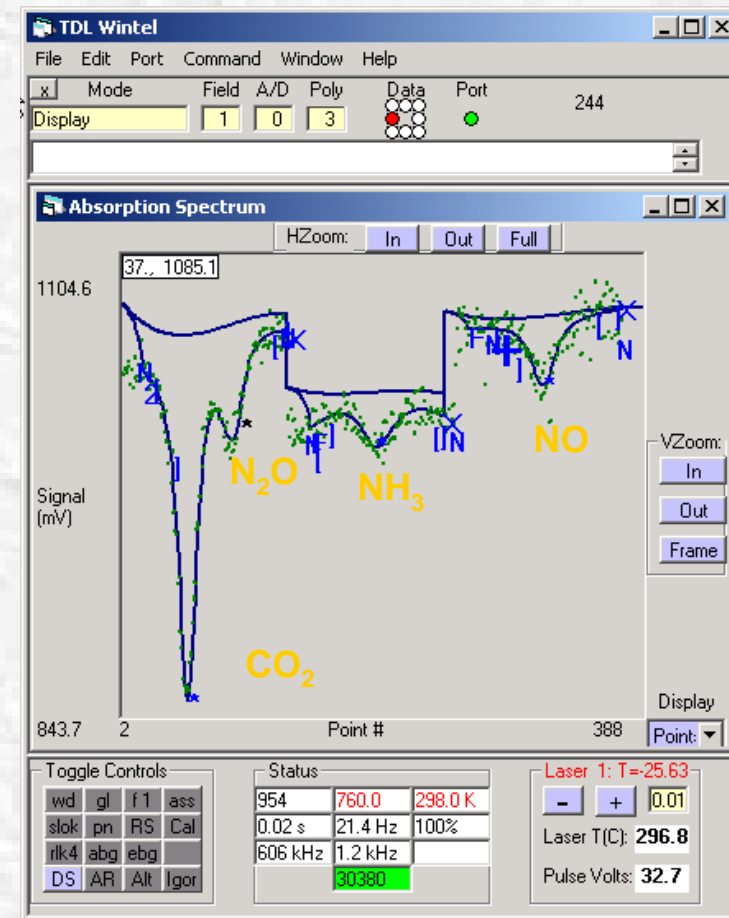 TDL Wintel
File Edit Port Command Window Help
x Mode Field A/D Poly Data Port
244
Display 1 0 3
Absorption Spectrum
HZoom: In Out Full
37., 1085.1
1104.6
N₂O
NH₃
NO
CO₂
Signal
(mV)
VZoom:
In
Out
Frame
843.7 2 Point # 388
Display
Point:
Toggle Controls
wd gl f1 ass
slok pn RS Cal
rlk4 abg ebg
DS AR Alt Igor
Status
954 760.0 298.0 K
0.02 s 21.4 Hz 100%
606 kHz 1.2 kHz
30380
Laser 1: T=-25.63
- + 0.01
Laser T(C): 296.8
Pulse Volts: 32.7